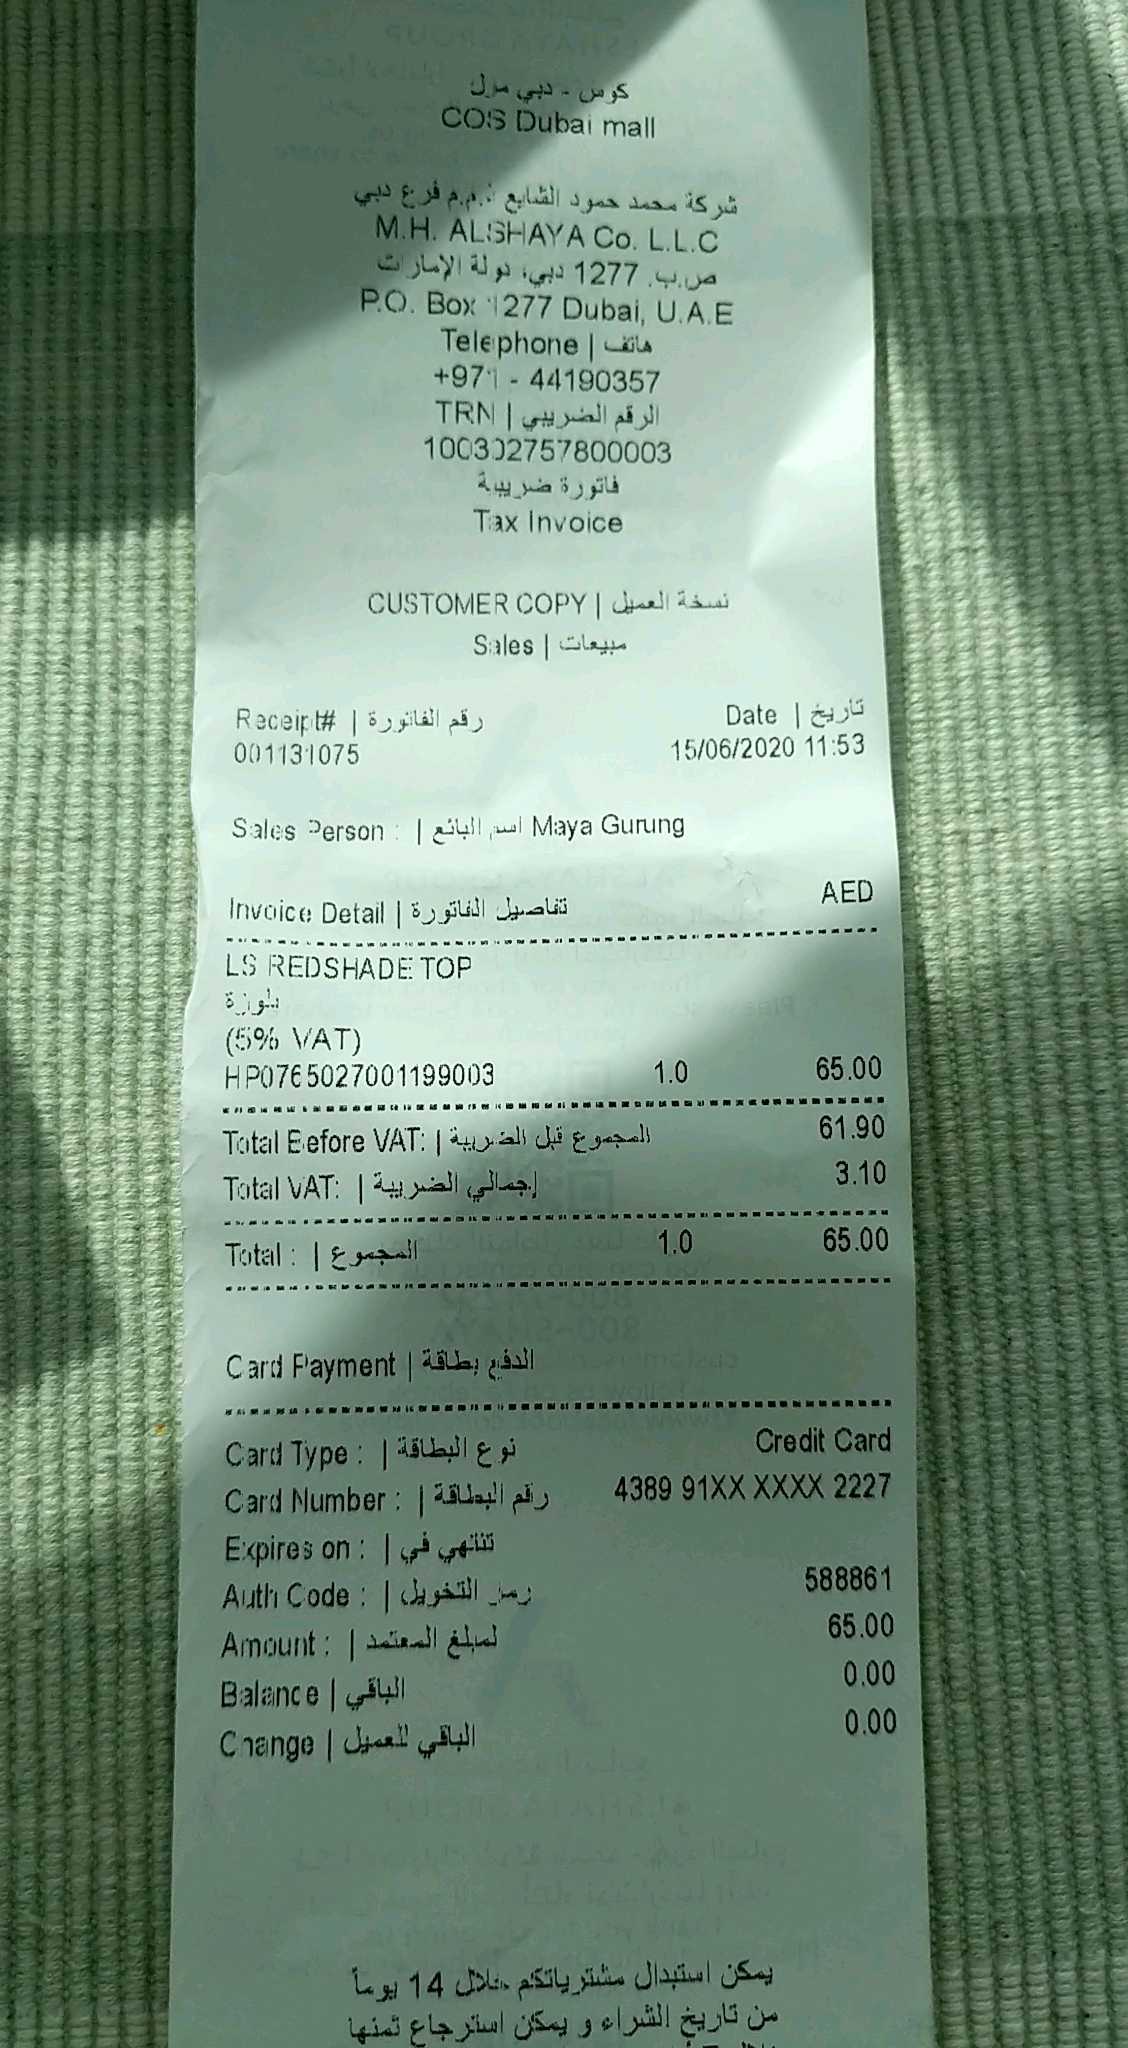 كوس - دبي مول
COS Dubai mall
شركة محمد حمود الشايع ذ.م.م فرع دبي
M.H. ALSHAYA Co. L.L.C
ص.ب. 1277 دبي، دولة الإمارات
P.O. Box 1277 Dubai, U.A.E
Telephone | هاتف
+971 - 44190357
TRN | الرقم الضريبي
100302757800003
فاتورة ضريبية
Tax Invoice
CUSTOMER COPY | نسخة العميل
Sales | مبيعات
Receipt# | رقم الفاتورة Date | تاريخ
001131075 15/06/2020 11:53
Sales Person : | اسم البائع Maya Gurung
Invoice Detail | تفاصيل الفاتورة AED
LS REDSHADE TOP
بلوزة
(5% VAT)
HP0765027001199003 1.0 65.00
Total Before VAT: | المجموع قبل الضريبة 61.90
Total VAT: | إجمالي الضريبة 3.10
Total : | المجموع 1.0 65.00
Card Payment | الدفع بطاقة
Card Type : | نوع البطاقة Credit Card
Card Number : | رقم البطاقة 4389 91XX XXXX 2227
Expires on : | تنتهي في
Auth Code : | رمز التخويل 588861
Amount : | لمبلغ المعتمد 65.00
Balance | الباقي 0.00
Change | الباقي للعميل 0.00
يمكن استبدال مشترياتكم خلال 14 يوماً
من تاريخ الشراء و يمكن استرجاع ثمنها